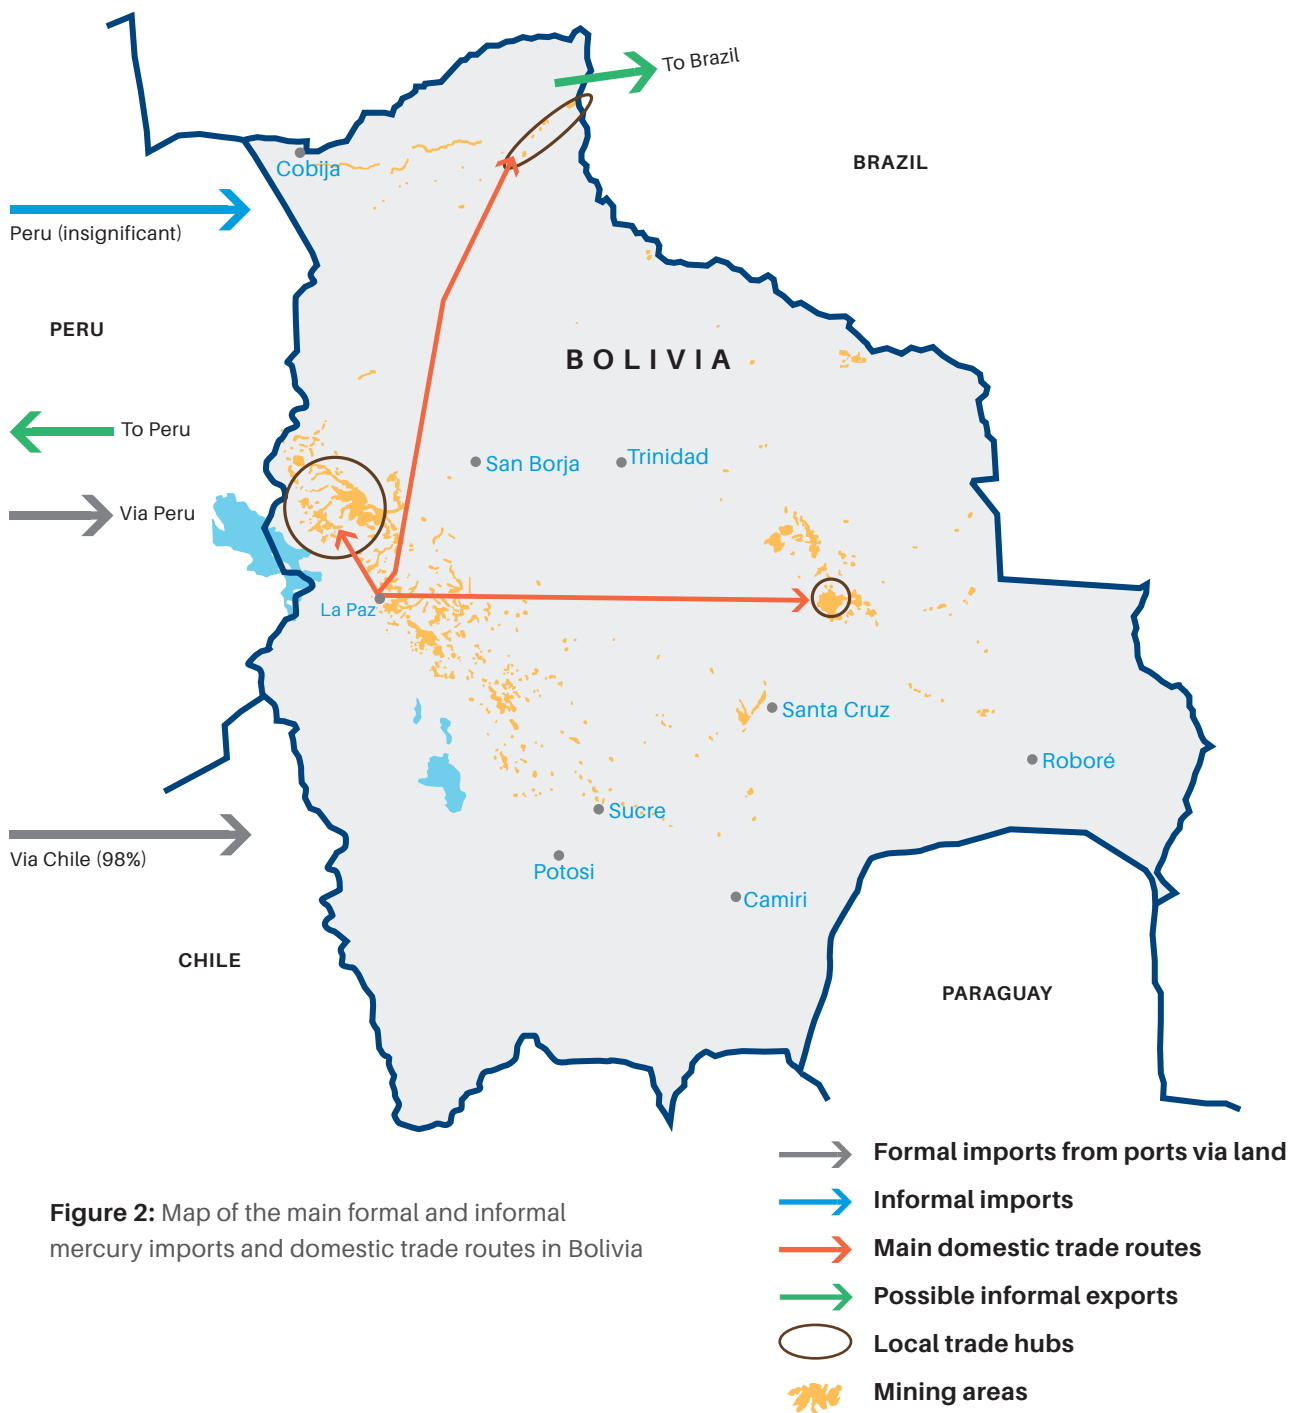 To Brazil
BRAZIL
Cobija
Peru (insignificant)
PERU
BOLIVIA
To Peru
San Borja
Trinidad
Via Peru
La Paz
Santa Cruz
Roboré
Sucre
Via Chile (98%)
Potosi
Camiri
CHILE
PARAGUAY
Formal imports from ports via land
Informal imports
Main domestic trade routes
Possible informal exports
Local trade hubs
Mining areas
Figure 2: Map of the main formal and informal
mercury imports and domestic trade routes in Bolivia